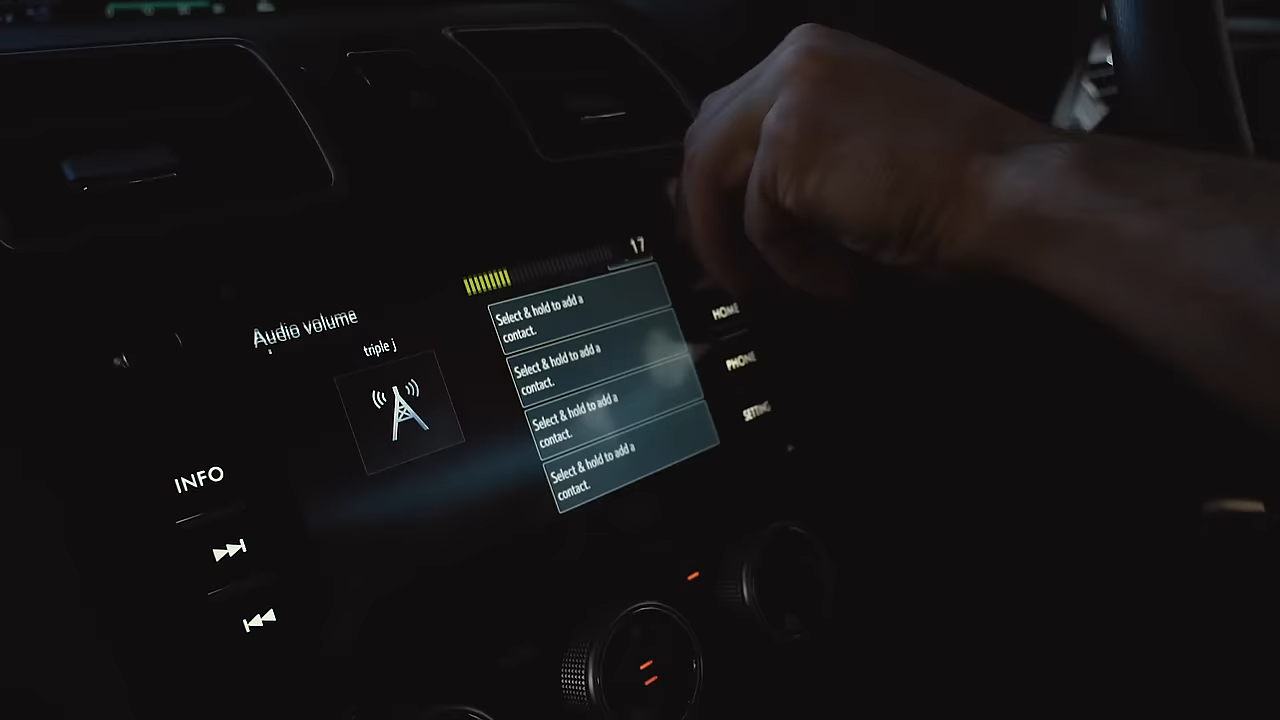 17
Audio volume
triple j
Select & hold to add a
contact.
Select & hold to add a
contact.
Select & hold to add a
contact.
Select & hold to add a
contact.
HOME
PHONE
SETTING
INFO